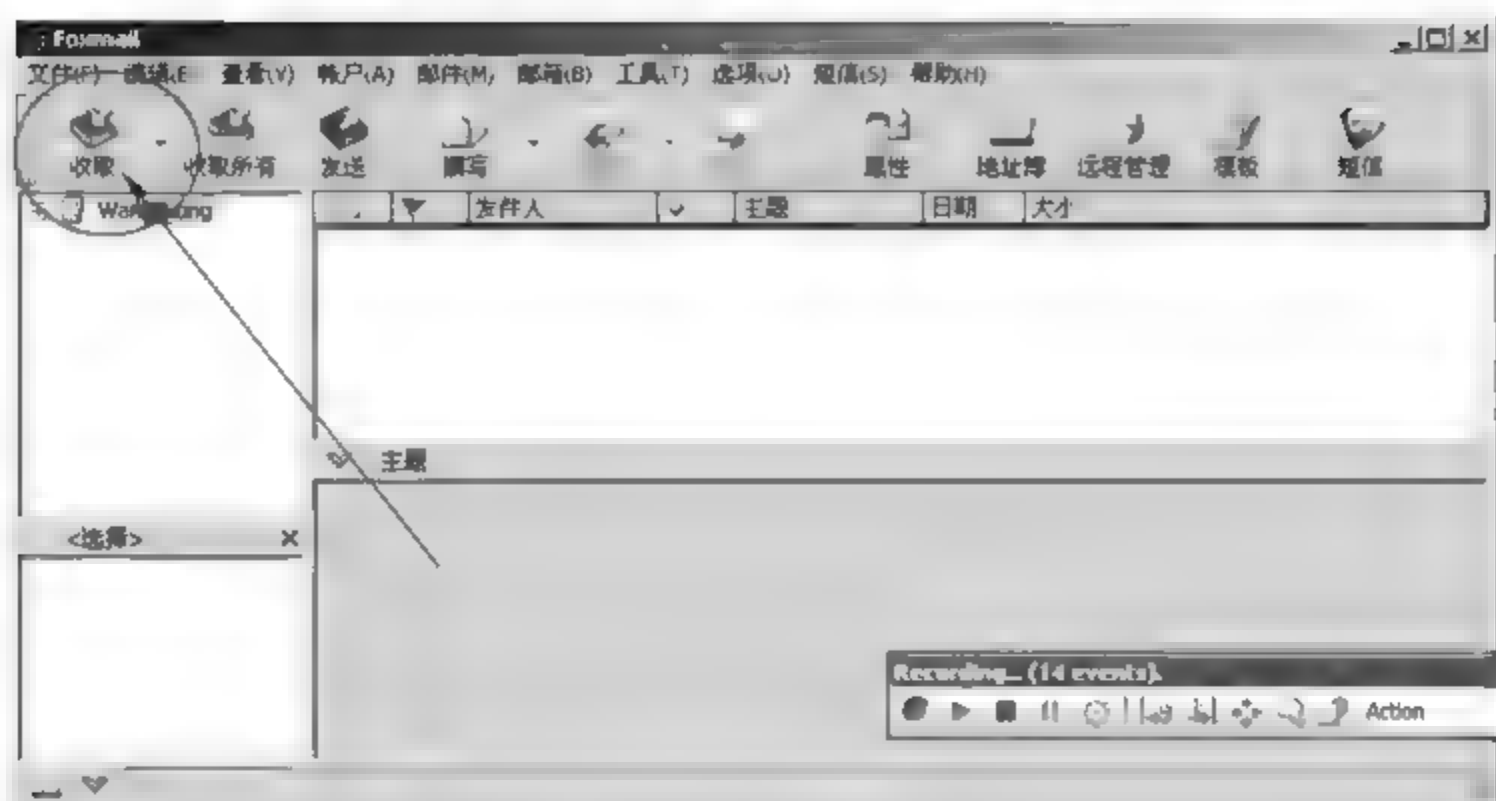 Foxmail
文件(F) 编辑(E 查看(V) 帐户(A) 邮件(M) 邮箱(B) 工具(T) 选项(O) 短信(S) 帮助(H)
收取 收取所有 发送 撰写 属性 地址簿 远程管理 模板 短信
发件人 主题 日期 大小
主题
<选择>
Recording... (14 events).
Action